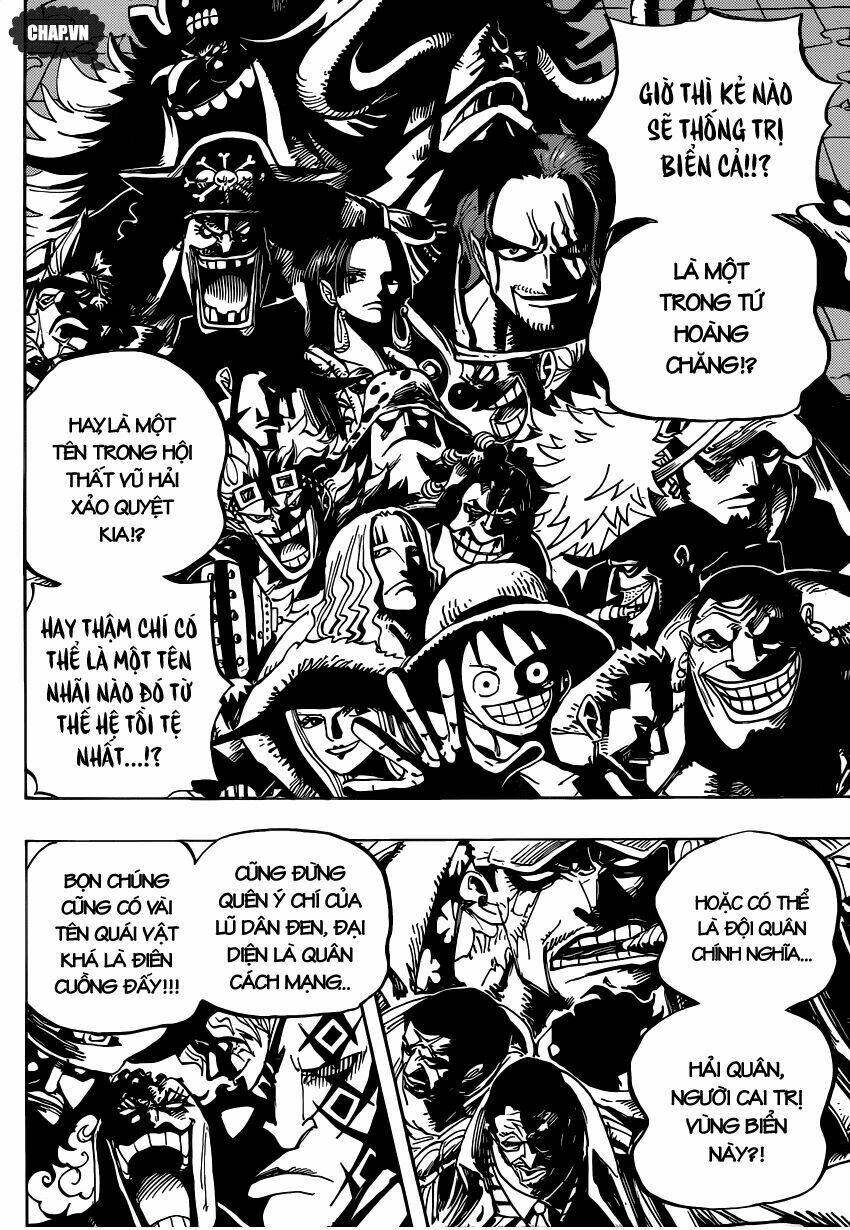 CHAP.VN
GIỜ THÌ KẺ NÀO
SẼ THỐNG TRỊ
BIỂN CẢ!!?
LÀ MỘT
TRONG TỨ
HOÀNG
CHĂNG!?
HAY, LÀ MỘT
TÊN TRONG HỘI
THẤT VŨ HẢI
XẢO QUYỆT
KIA!?
HAY THẬM CHÍ CÓ
THỂ LÀ MỘT TÊN
NHÃI NÀO ĐÓ TỪ
THẾ HỆ TỒI TỆ
NHẤT...!?
HOẶC CÓ THỂ
LÀ ĐỘI QUÂN
CHÍNH NGHĨA...
HẢI QUÂN,
NGƯỜI CAI TRỊ
VÙNG BIỂN
NÀY?!
CŨNG ĐỪNG
QUÊN Ý CHÍ CỦA
LŨ DÂN ĐEN, ĐẠI
DIỆN LÀ QUÂN
CÁCH MẠNG..
BỌN CHÚNG
CŨNG CÓ VÀI
TÊN QUÁI VẬT
KHÁ LÀ ĐIÊN
CUỒNG ĐẤY!!!